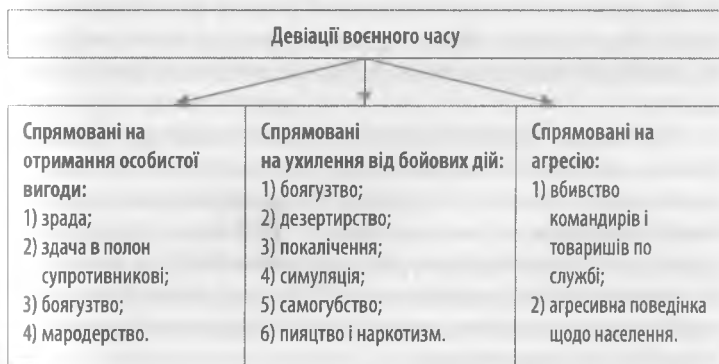 Девіації воєнного часу
Спрямовані на
отримання особистої
вигоди:
1) зрада;
2) здача в полон
супротивникові;
3) боягузтво;
4) мародерство.
Спрямовані
на ухилення від бойових дій:
1) боягузтво;
2) дезертирство;
3) покалічення;
4) симуляція;
5) самогубство;
6) пияцтво і наркотизм.
Спрямовані на
агресію:
1) вбивство
командирів і
товаришів по
службі;
2) агресивна поведінка
щодо населення.